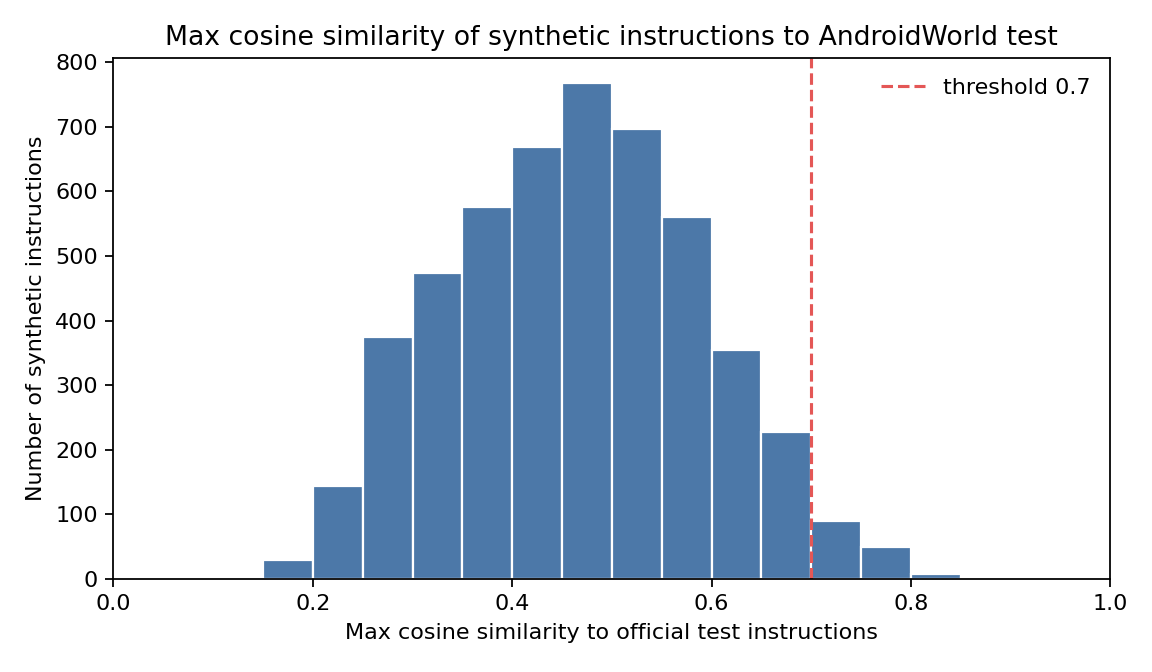 Max cosine similarity of synthetic instructions to AndroidWorld test
threshold 0.7
Number of synthetic instructions
800
700
600
500
400
300
200
100
0
0.0 0.2 0.4 0.6 0.8 1.0
Max cosine similarity to official test instructions